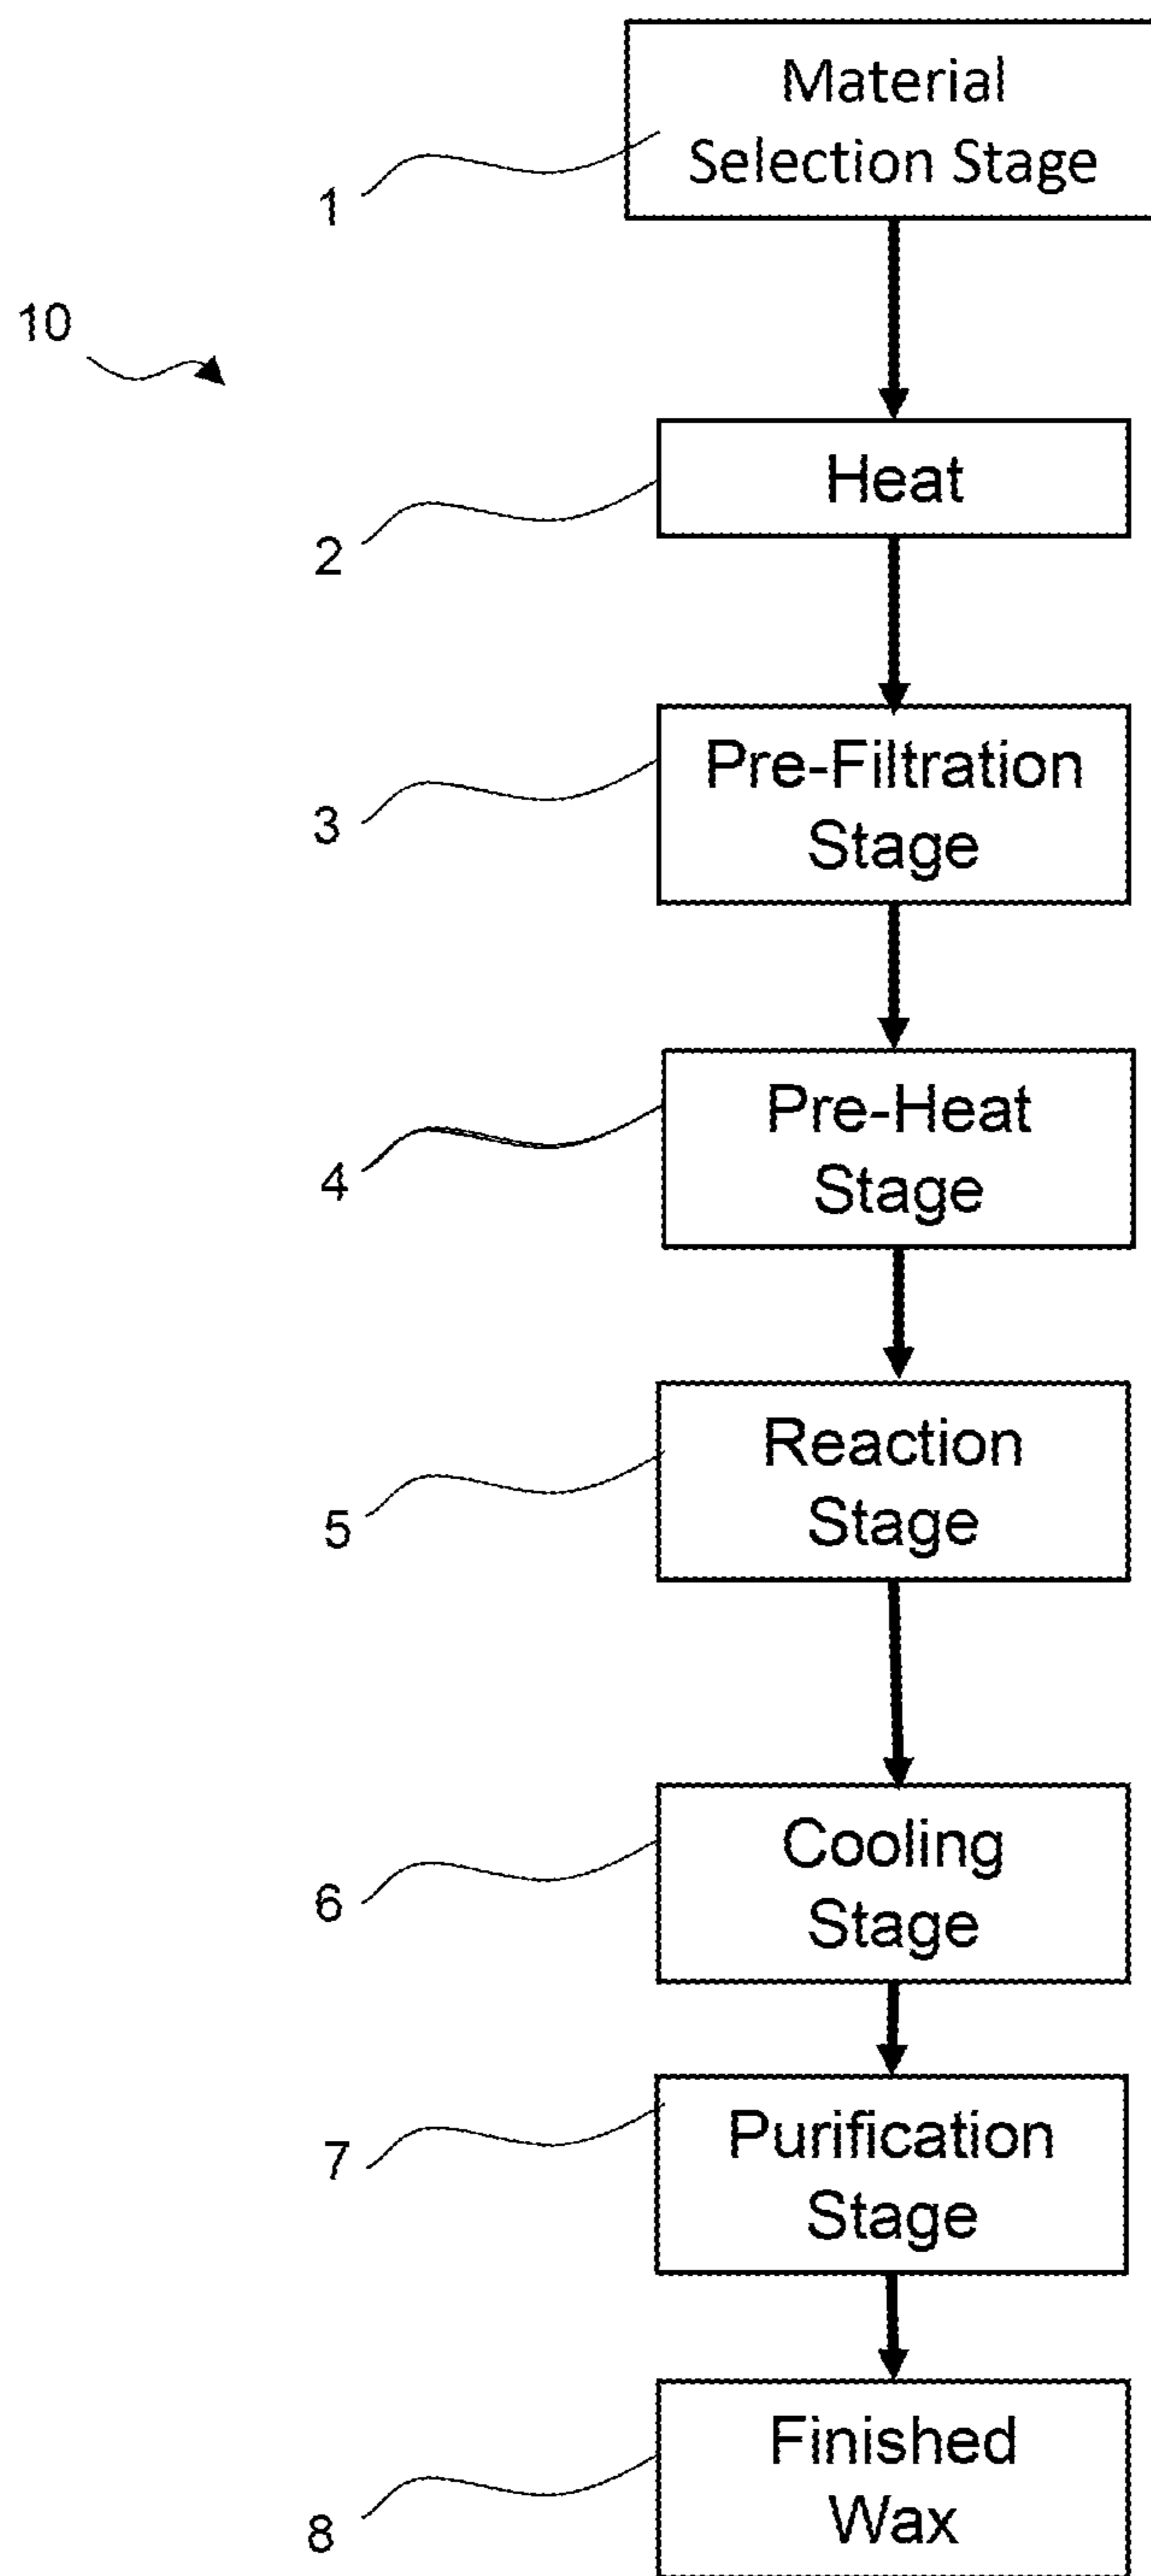 Material
Selection Stage
1
10
Heat
2
Pre-Filtration
Stage
3
Pre-Heat
Stage
4
Reaction
Stage
5
Cooling
Stage
6
Purification
Stage
7
Finished
Wax
8